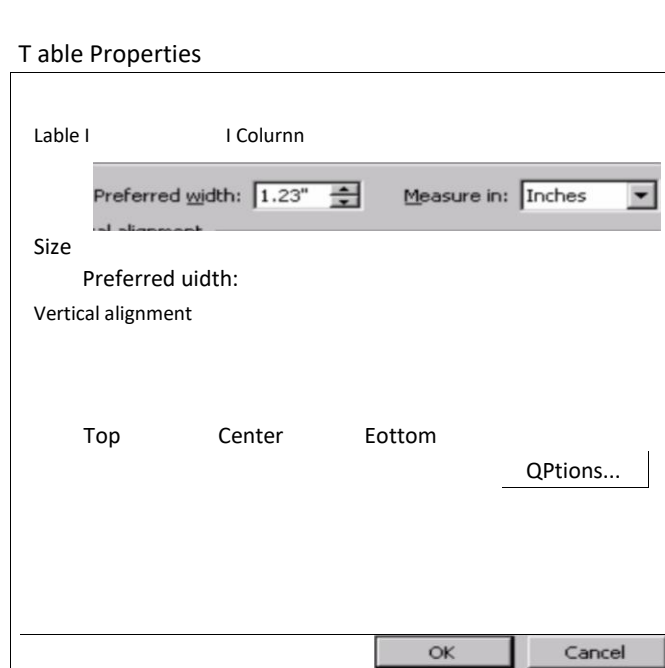 T able Properties
Lable I I Colurnn
Preferred width: 1.23" Measure in: Inches
Size
Preferred uidth:
Vertical alignment
Top Center Eottom
QPtions...
OK Cancel